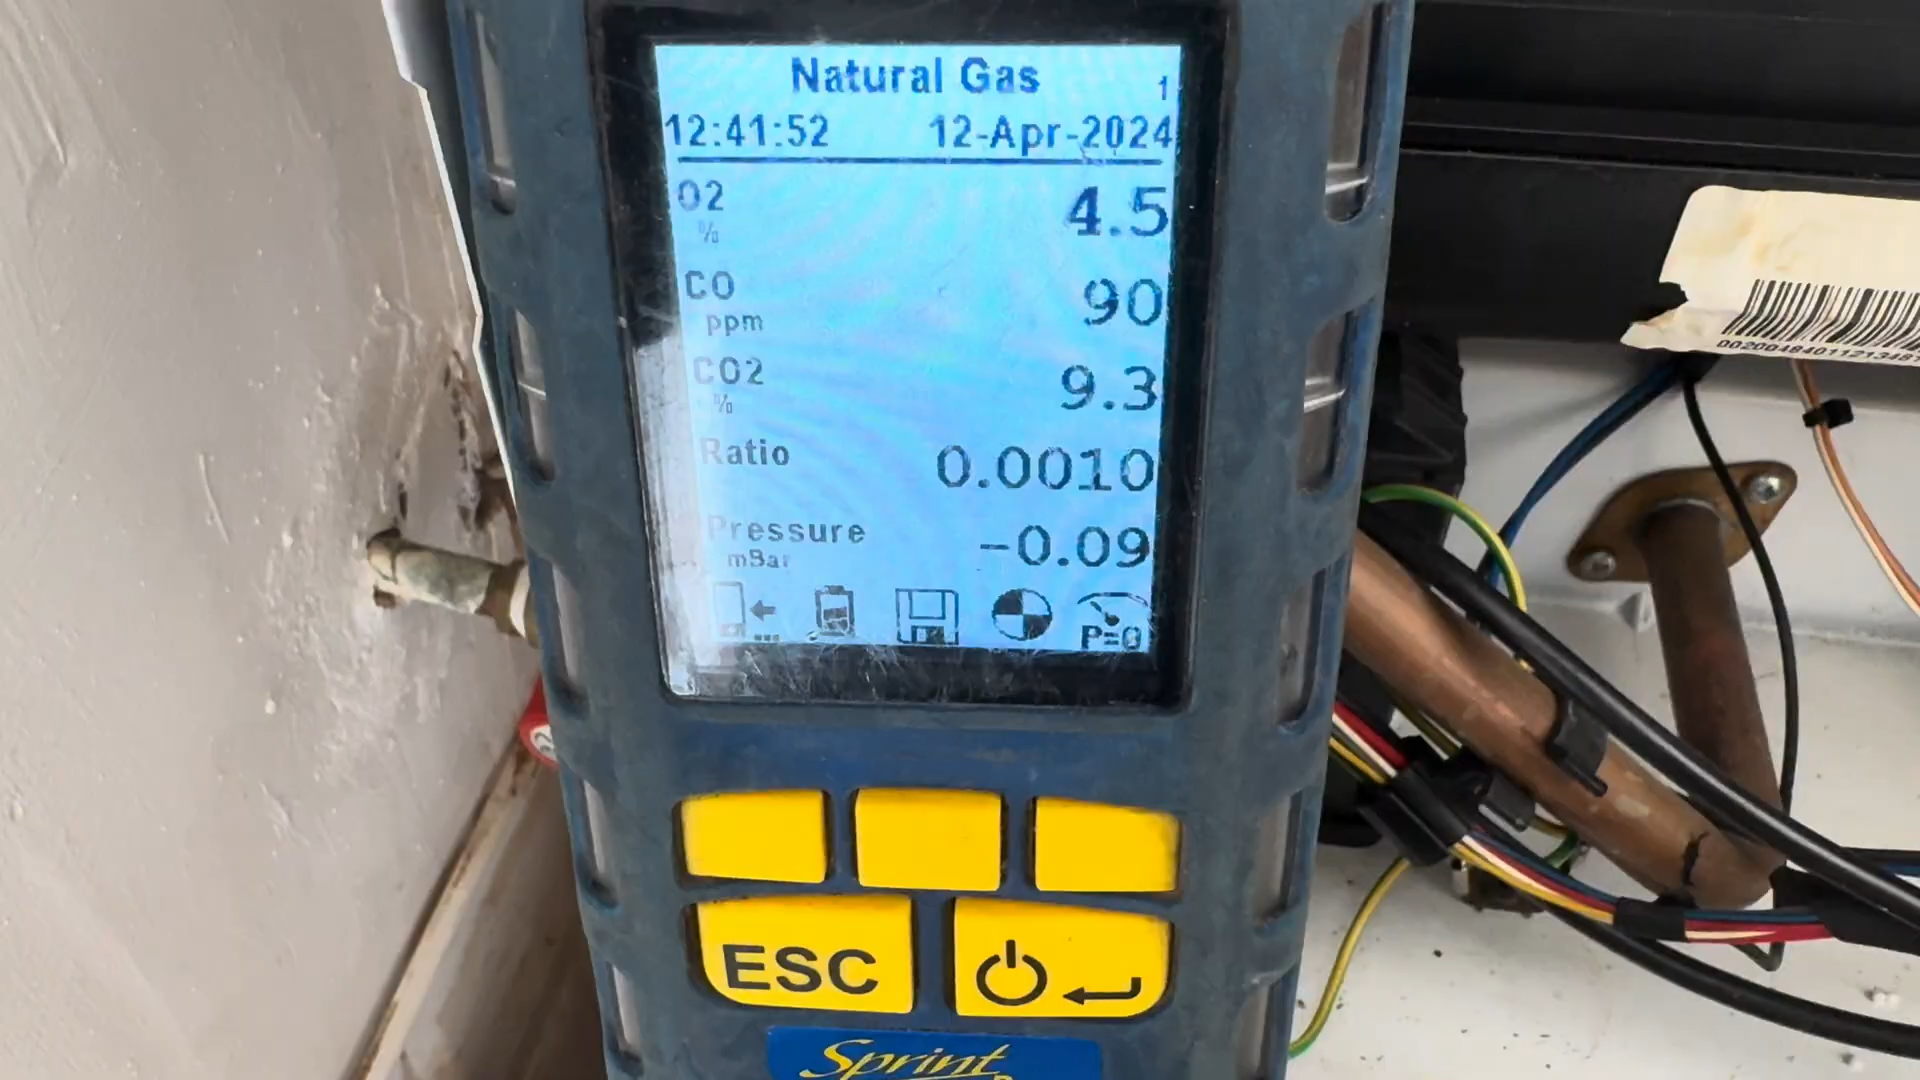 Natural Gas 1
12:41:52 12-Apr-2024
O2 4.5
%
CO 90
ppm
CO2 9.3
%
Ratio 0.0010
Pressure -0.09
mBar
P=0
ESC
Sprint